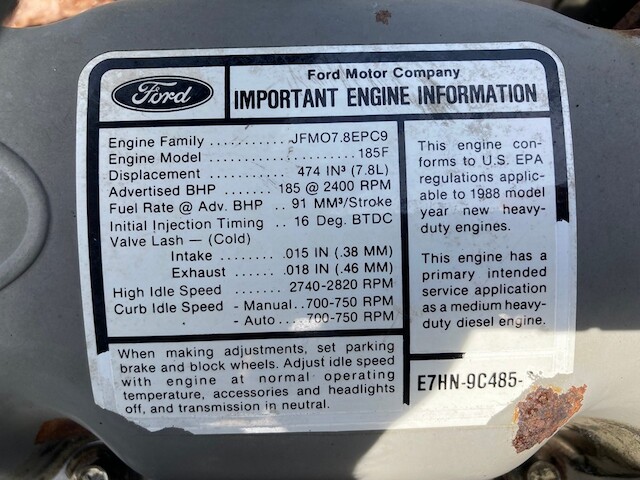 Ford
Ford Motor Company
IMPORTANT ENGINE INFORMATION
Engine Family .......... JFMO7.8EPC9
Engine Model .................... 185F
Displacement ......... 474 IN³ (7.8L)
Advertised BHP ..... 185 @ 2400 RPM
Fuel Rate @ Adv. BHP .. 91 MM³/Stroke
Initial Injection Timing .. 16 Deg. BTDC
Valve Lash — (Cold)
Intake ........ .015 IN (.38 MM)
Exhaust ....... .018 IN (.46 MM)
High Idle Speed ....... 2740-2820 RPM
Curb Idle Speed - Manual..700-750 RPM
- Auto ....700-750 RPM
When making adjustments, set parking
brake and block wheels. Adjust idle speed
with engine at normal operating
temperature, accessories and headlights
off, and transmission in neutral.
This engine con-
forms to U.S. EPA
regulations applic-
able to 1988 model
year new heavy-
duty engines.
This engine has a
primary intended
service application
as a medium heavy-
duty diesel engine.
E7HN-9C485-